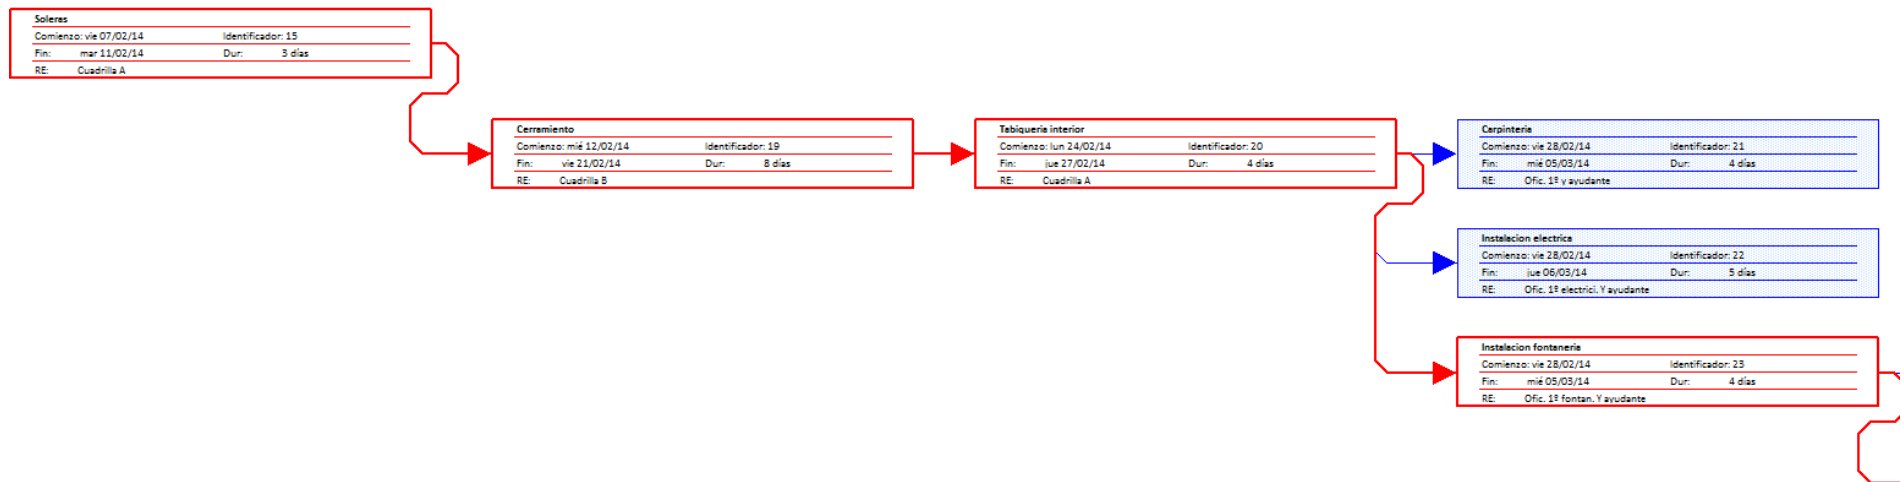 Soleras
Comienzo: vie 07/02/14 Identificador: 15
Fin: mar 11/02/14 Dur: 3 días
RE: Cuadrilla A
Cerramiento
Comienzo: mié 12/02/14 Identificador: 19
Fin: vie 21/02/14 Dur: 8 días
RE: Cuadrilla B
Tabiqueria interior
Comienzo: lun 24/02/14 Identificador: 20
Fin: jue 27/02/14 Dur: 4 días
RE: Cuadrilla A
Carpinteria
Comienzo: vie 28/02/14 Identificador: 21
Fin: mié 05/03/14 Dur: 4 días
RE: Ofic. 1ª y ayudante
Instalacion electrica
Comienzo: vie 28/02/14 Identificador: 22
Fin: jue 06/03/14 Dur: 5 días
RE: Ofic. 1ª electrici. Y ayudante
Instalacion fontaneria
Comienzo: vie 28/02/14 Identificador: 23
Fin: mié 05/03/14 Dur: 4 días
RE: Ofic. 1ª fontan. Y ayudante